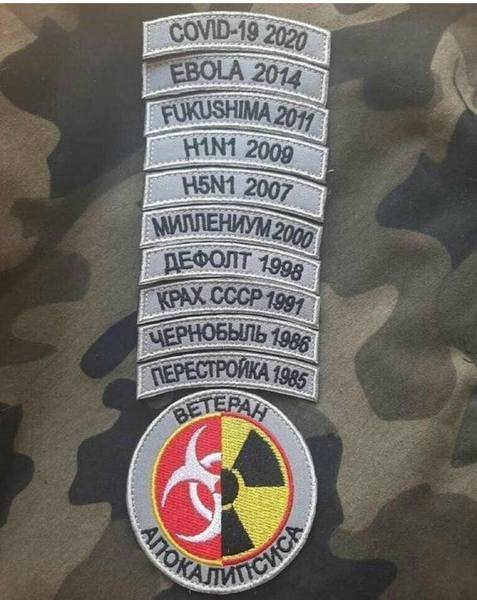 COVID-19 2020
EBOLA 2014
FUKUSHIMA 2011
H1N1 2009
H5N1 2007
МИЛЛЕНИУМ 2000
ДЕФОЛТ 1998
КРАХ СССР 1991
ЧЕРНОБЫЛЬ 1986
ПЕРЕСТРОЙКА 1985
ВЕТЕРАН
АПОКАЛИПСИСА